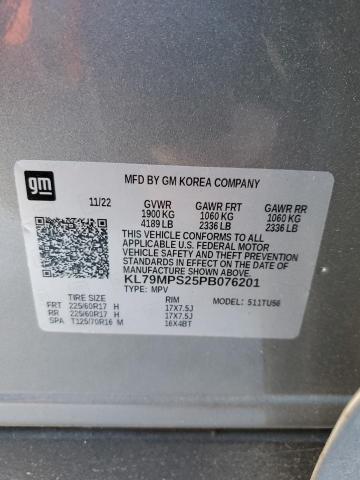 gm
MFD BY GM KOREA COMPANY
11/22 GVWR GAWR FRT GAWR RR
1900 KG 1060 KG 1060 KG
4189 LB 2336 LB 2336 LB
THIS VEHICLE CONFORMS TO ALL
APPLICABLE U.S. FEDERAL MOTOR
VEHICLE SAFETY AND THEFT
PREVENTION STANDARDS IN EFFECT ON
THE DATE OF MANUFACTURE SHOWN ABOVE.
KL79MPS25PB076201
TYPE: MPV
TIRE SIZE RIM MODEL: 511TU56
FRT 225/60R17 H 17X7.5J
RR 225/60R17 H 17X7.5J
SPA T125/70R16 M 16X4BT